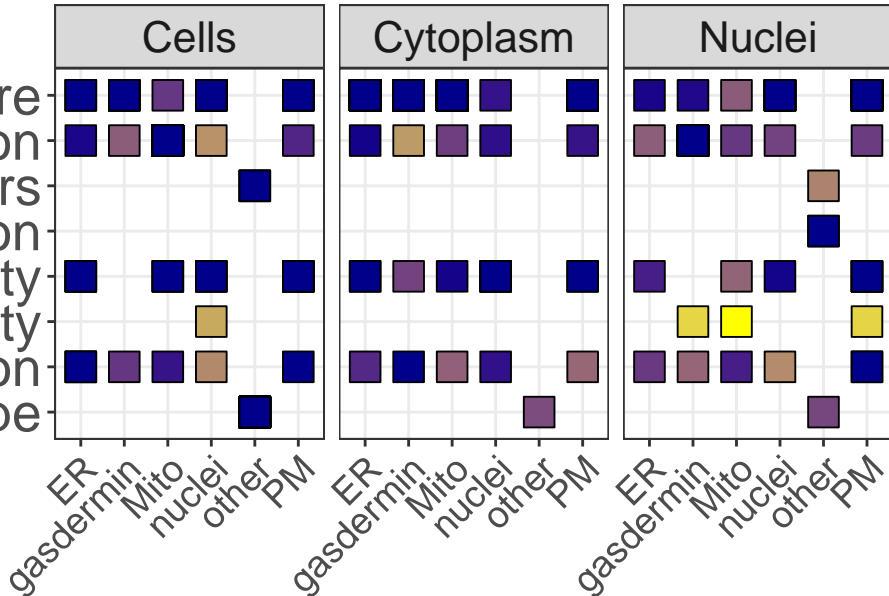 Cells Cytoplasm Nuclei
re
on
rs
on
ty
ty
on
pe
ER gasdermin Mito nuclei other PM ER gasdermin Mito nuclei other PM ER gasdermin Mito nuclei other PM